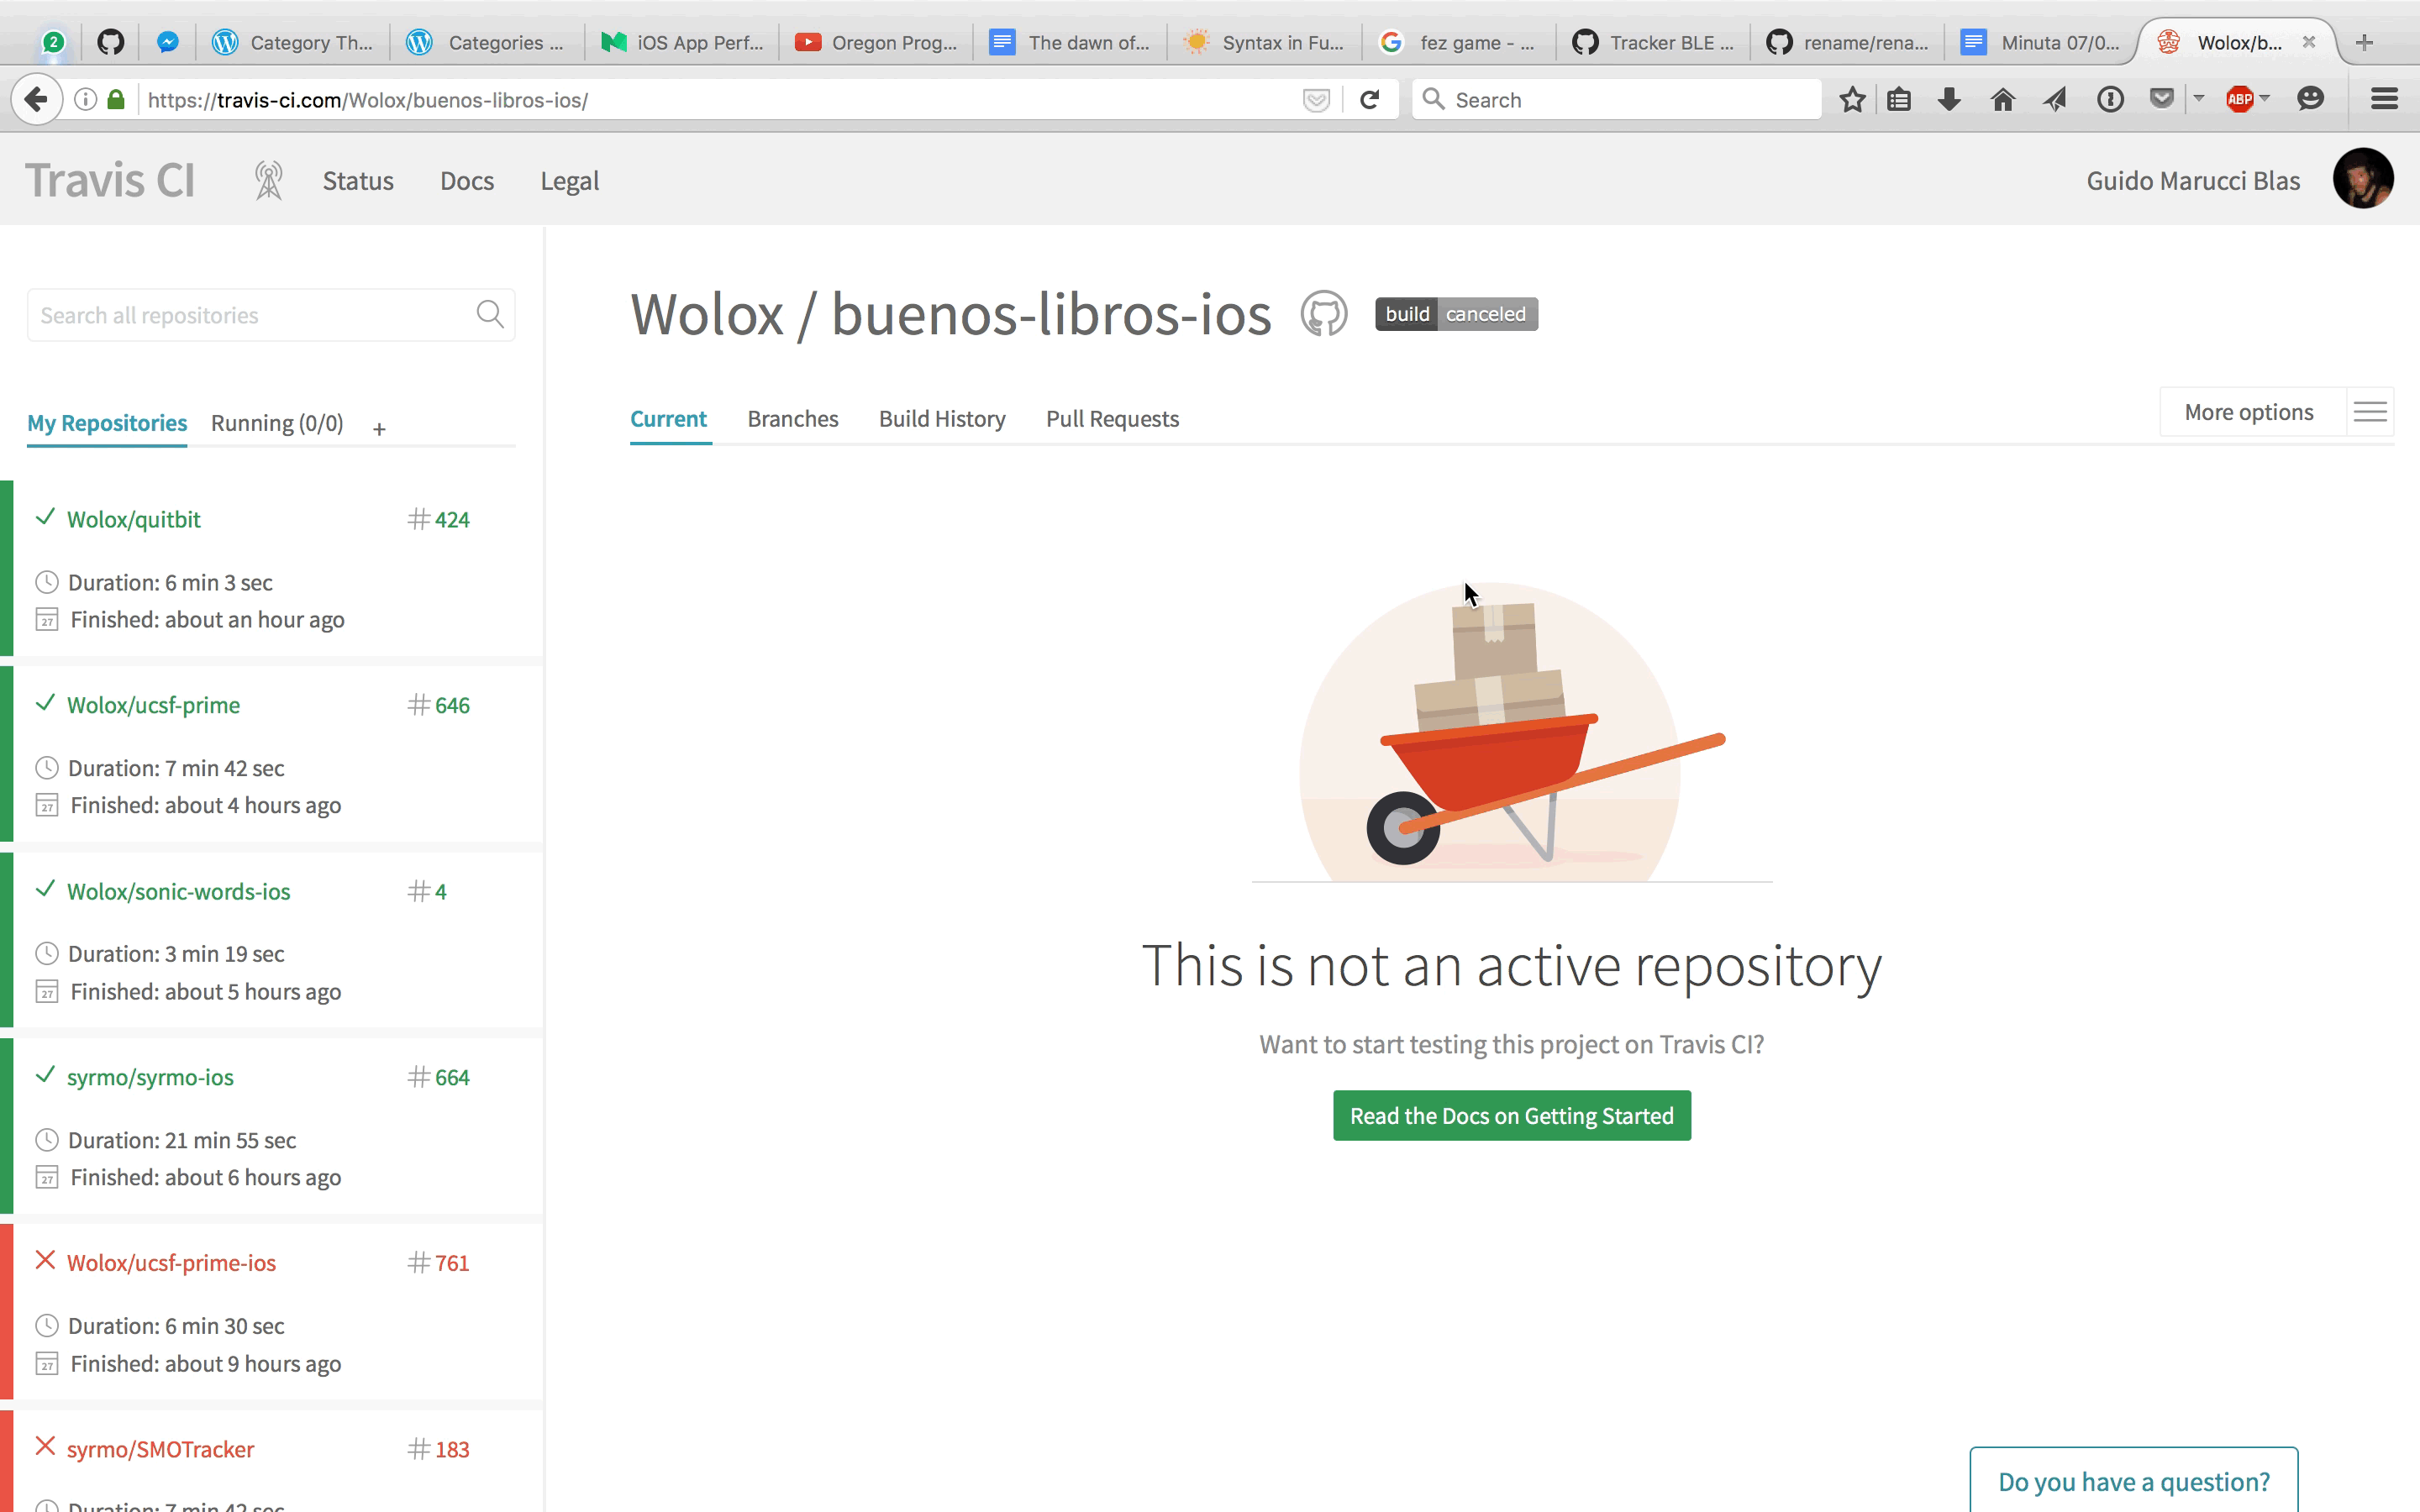 2
Category Th...
Categories ...
iOS App Perf...
Oregon Prog...
The dawn of...
Syntax in Fu...
fez game - ...
Tracker BLE ...
rename/rena...
Minuta 07/0...
Wolox/b...
https://travis-ci.com/Wolox/buenos-libros-ios/
Search
ABP
Travis CI
Status
Docs
Legal
Guido Marucci Blas
Search all repositories
My Repositories
Running (0/0)
+
Wolox/quitbit
# 424
Duration: 6 min 3 sec
27
Finished: about an hour ago
Wolox/ucsf-prime
# 646
Duration: 7 min 42 sec
27
Finished: about 4 hours ago
Wolox/sonic-words-ios
# 4
Duration: 3 min 19 sec
27
Finished: about 5 hours ago
syrmo/syrmo-ios
# 664
Duration: 21 min 55 sec
27
Finished: about 6 hours ago
Wolox/ucsf-prime-ios
# 761
Duration: 6 min 30 sec
27
Finished: about 9 hours ago
syrmo/SMOTracker
# 183
Duration: 7 min 42 sec
Wolox / buenos-libros-ios
build canceled
Current
Branches
Build History
Pull Requests
More options
This is not an active repository
Want to start testing this project on Travis CI?
Read the Docs on Getting Started
Do you have a question?